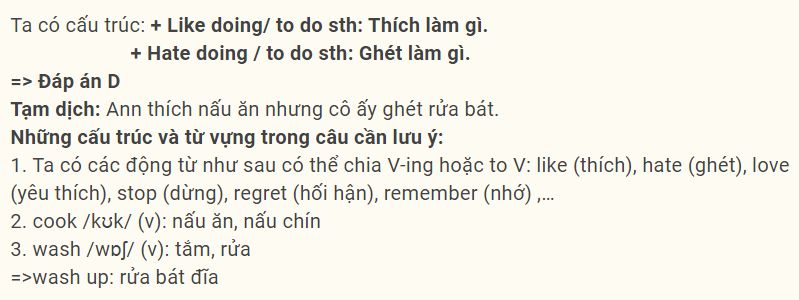 Ta có cấu trúc: + Like doing/ to do sth: Thích làm gì.
+ Hate doing / to do sth: Ghét làm gì.
=> Đáp án D
Tạm dịch: Ann thích nấu ăn nhưng cô ấy ghét rửa bát.
Những cấu trúc và từ vựng trong câu cần lưu ý:
1. Ta có các động từ như sau có thể chia V-ing hoặc to V: like (thích), hate (ghét), love
(yêu thích), stop (dừng), regret (hối hận), remember (nhớ) ,…
2. cook /kʊk/ (v): nấu ăn, nấu chín
3. wash /wɒʃ/ (v): tắm, rửa
=>wash up: rửa bát đĩa